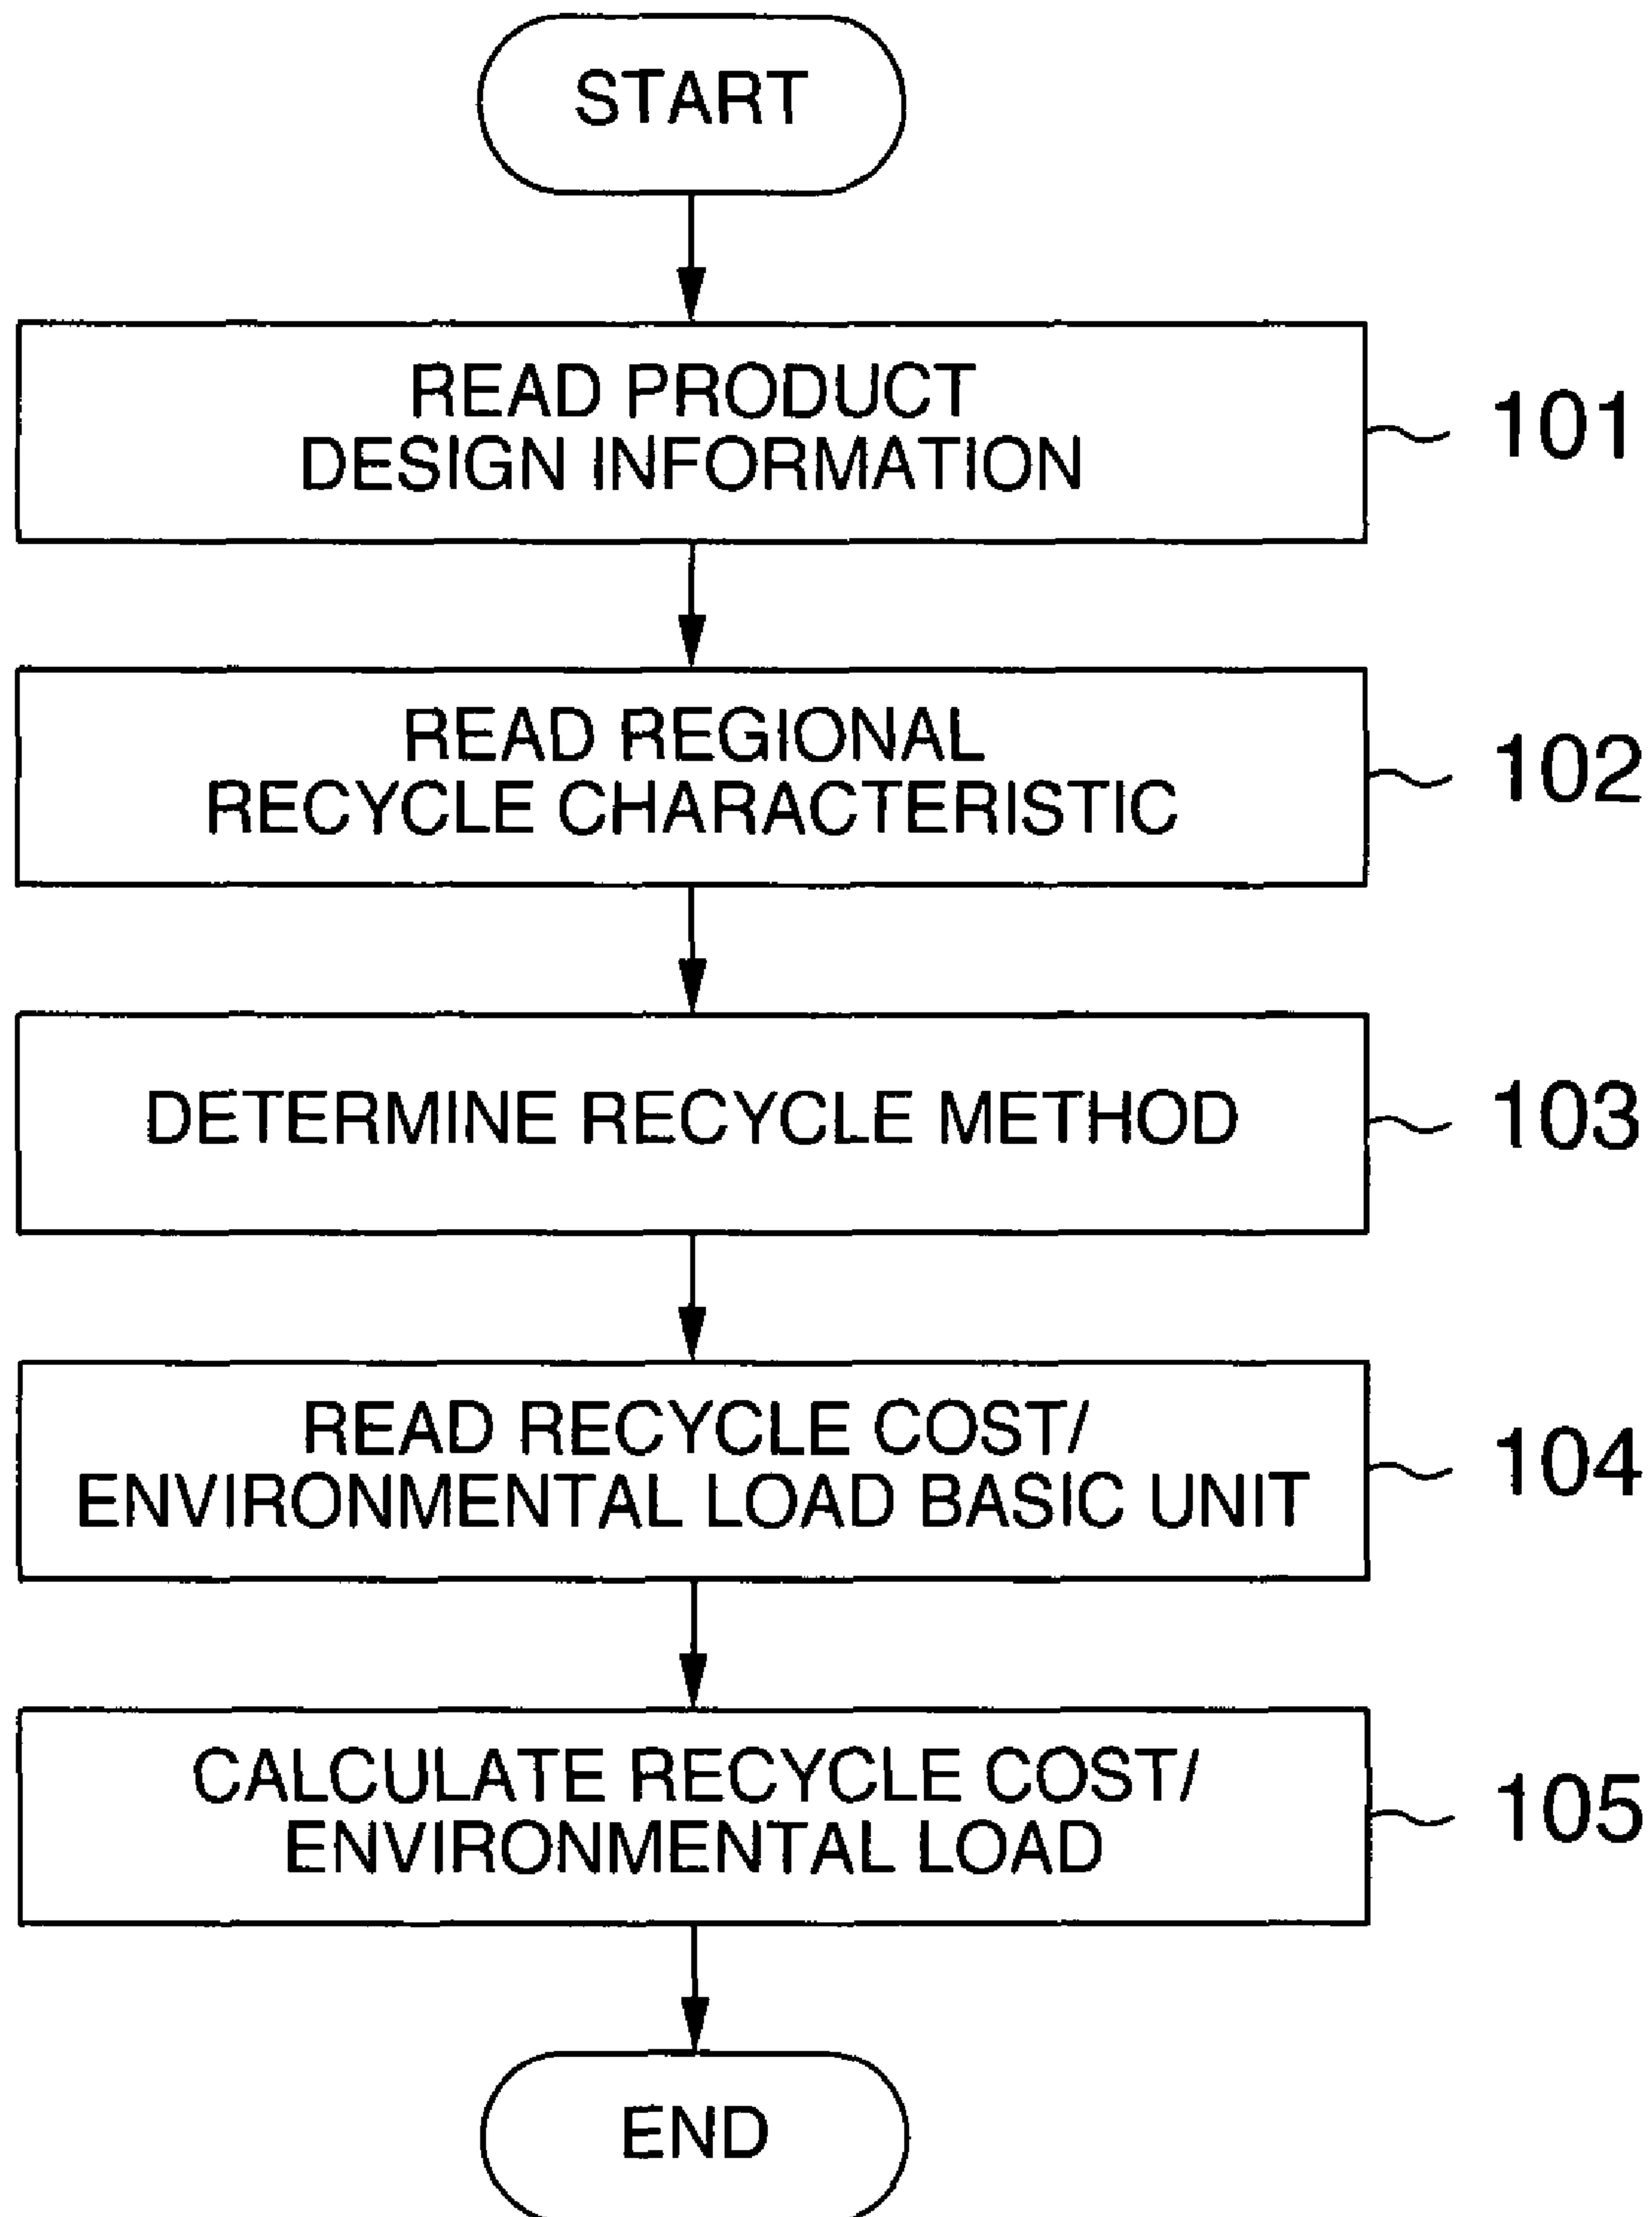 START
READ PRODUCT
DESIGN INFORMATION
101
READ REGIONAL
RECYCLE CHARACTERISTIC
102
DETERMINE RECYCLE METHOD
103
READ RECYCLE COST/
ENVIRONMENTAL LOAD BASIC UNIT
104
CALCULATE RECYCLE COST/
ENVIRONMENTAL LOAD
105
END